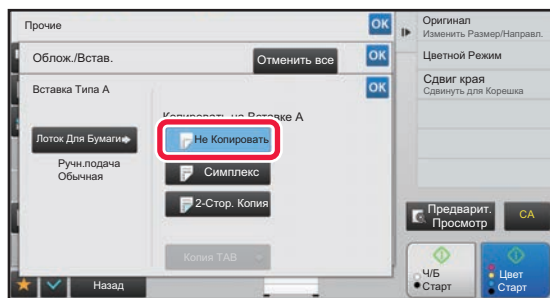 Прочие
OK
Облож./Встав.
Отменить все
OK
Вставка Типа А
OK
Копировать на Вставке А
Лоток Для Бумаги
Не Копировать
Ручн.подача
Обычная
Симплекс
2-Стор. Копия
Копия ТАВ
Назад
Оригинал
Изменить Размер/Направл.
Цветной Режим
Сдвиг края
Сдвинуть для Корешка
Предварит.
Просмотр
CA
Ч/Б
Старт
Цвет
Старт